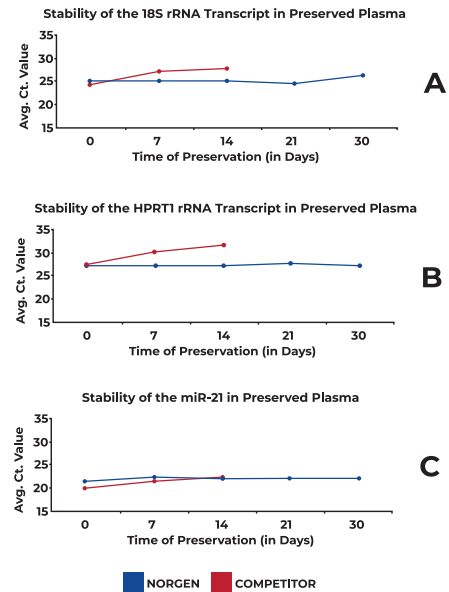 Stability of the 18S rRNA Transcript in Preserved Plasma
Avg. Ct. Value
35
30
25
20
15
0 7 14 21 30
Time of Preservation (in Days)
A
Stability of the HPRT1 rRNA Transcript in Preserved Plasma
Avg. Ct. Value
35
30
25
20
15
0 7 14 21 30
Time of Preservation (in Days)
B
Stability of the miR-21 in Preserved Plasma
Avg. Ct. Value
35
30
25
20
15
0 7 14 21 30
Time of Preservation (in Days)
C
NORGEN COMPETITOR